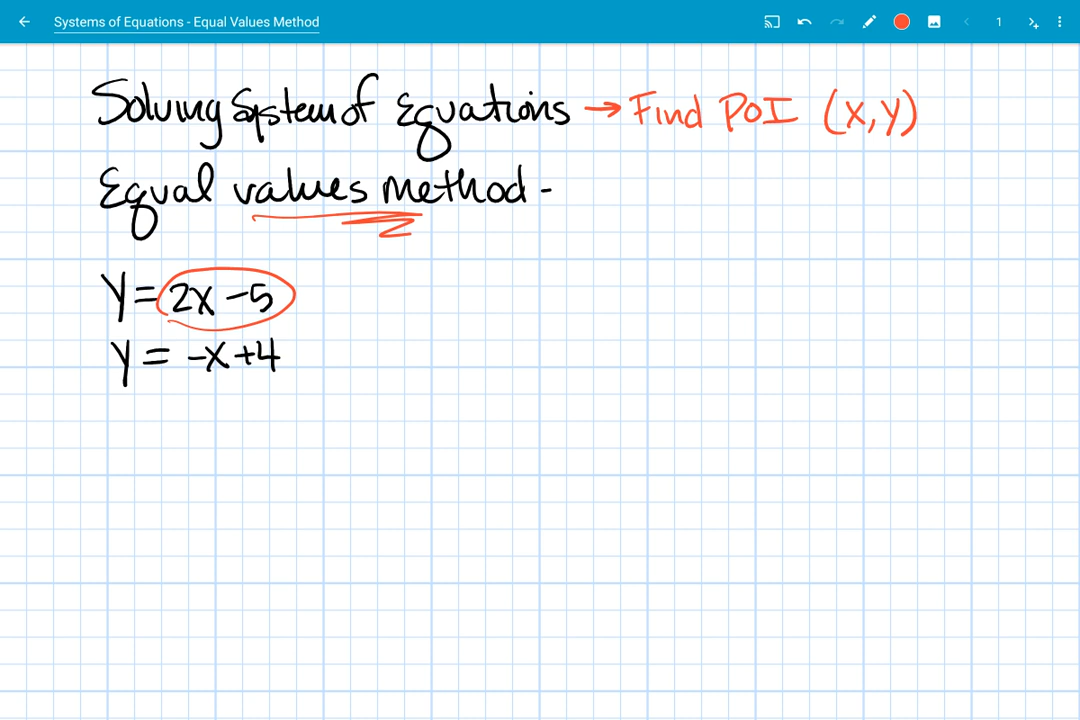 Systems of Equations - Equal Values Method
1
Solving System of Equations → Find POI (x,y)
Equal values method -
y = 2x - 5
y = -x + 4